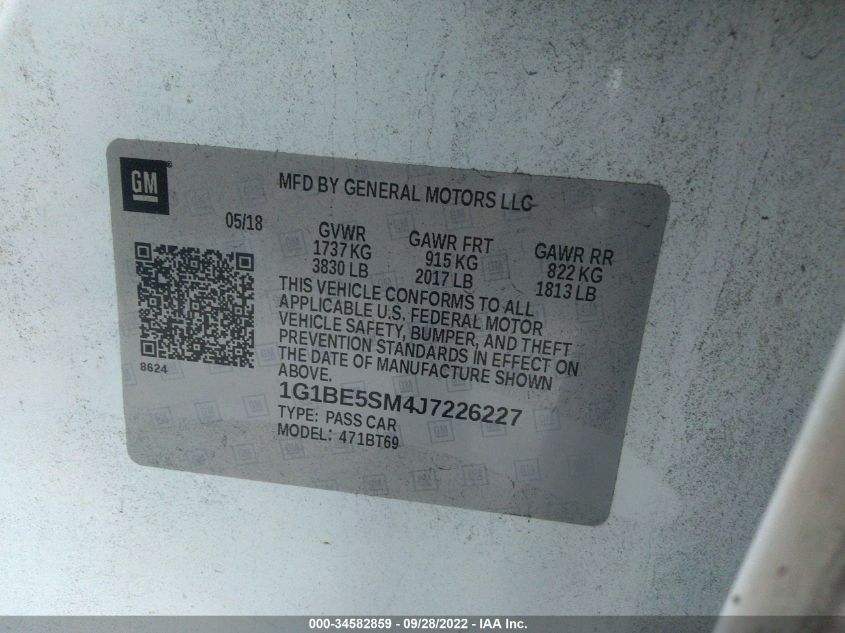 GM
MFD BY GENERAL MOTORS LLC
05/18
GVWR
1737 KG
3830 LB
GAWR FRT
915 KG
2017 LB
GAWR RR
822 KG
1813 LB
THIS VEHICLE CONFORMS TO ALL
APPLICABLE U.S. FEDERAL MOTOR
VEHICLE SAFETY, BUMPER, AND THEFT
PREVENTION STANDARDS IN EFFECT ON
THE DATE OF MANUFACTURE SHOWN
ABOVE.
8624
1G1BE5SM4J7226227
TYPE: PASS CAR
MODEL: 471BT69
000-34582859 - 09/28/2022 - IAA Inc.